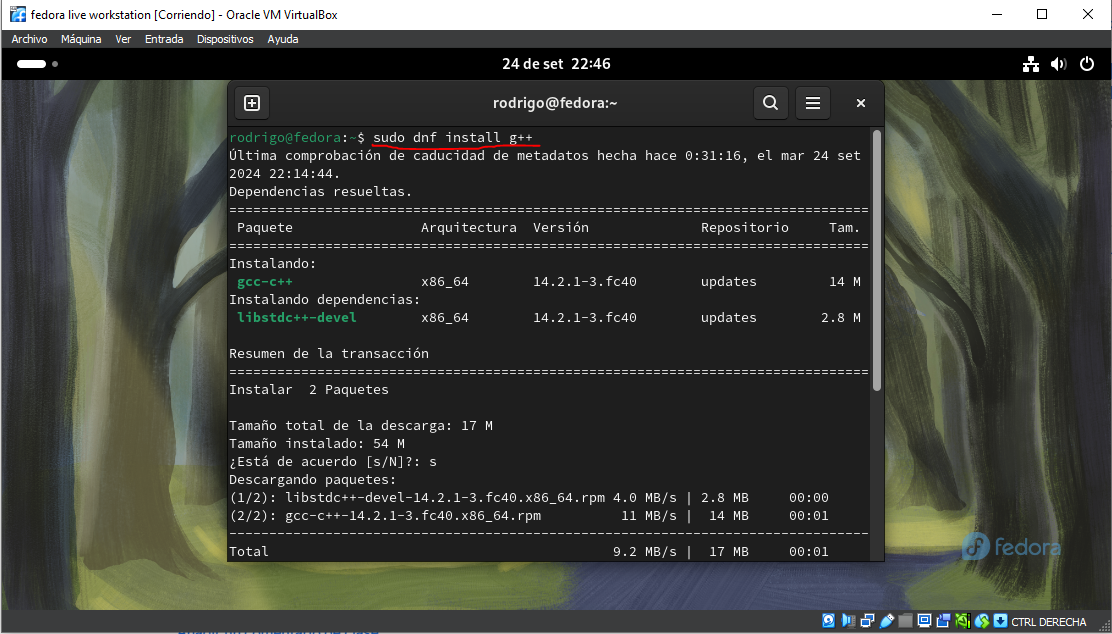 fedora live workstation [Corriendo] - Oracle VM VirtualBox
Archivo Máquina Ver Entrada Dispositivos Ayuda
24 de set 22:46
rodrigo@fedora:~
rodrigo@fedora:~$ sudo dnf install g++
Última comprobación de caducidad de metadatos hecha hace 0:31:16, el mar 24 set
2024 22:14:44.
Dependencias resueltas.
================================================================================
Paquete Arquitectura Versión Repositorio Tam.
================================================================================
Instalando:
gcc-c++ x86_64 14.2.1-3.fc40 updates 14 M
Instalando dependencias:
libstdc++-devel x86_64 14.2.1-3.fc40 updates 2.8 M
Resumen de la transacción
================================================================================
Instalar 2 Paquetes
Tamaño total de la descarga: 17 M
Tamaño instalado: 54 M
¿Está de acuerdo [s/N]?: s
Descargando paquetes:
(1/2): libstdc++-devel-14.2.1-3.fc40.x86_64.rpm 4.0 MB/s | 2.8 MB 00:00
(2/2): gcc-c++-14.2.1-3.fc40.x86_64.rpm 11 MB/s | 14 MB 00:01
--------------------------------------------------------------------------------
Total 9.2 MB/s | 17 MB 00:01
fedora
CTRL DERECHA